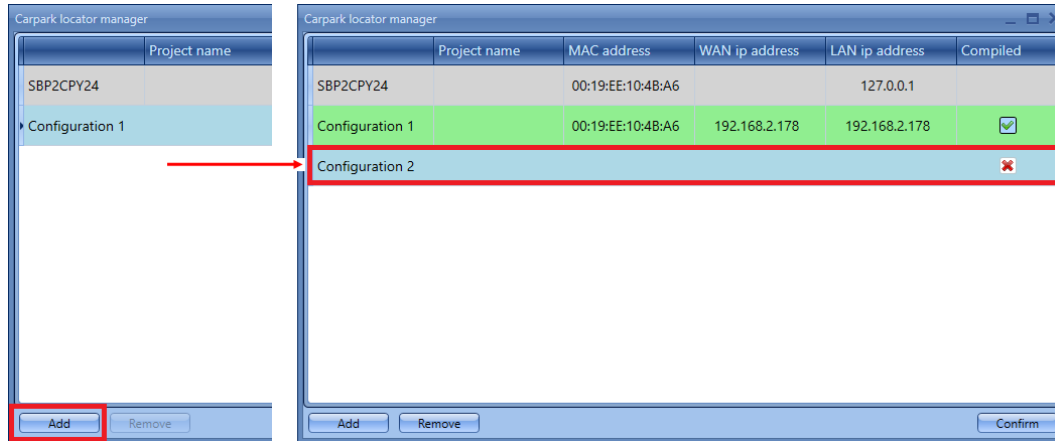 Carpark locator manager
Project name
SBP2CPY24
Configuration 1
Add Remove
Carpark locator manager
Project name MAC address WAN ip address LAN ip address Compiled
SBP2CPY24 00:19:EE:10:4B:A6 127.0.0.1
Configuration 1 00:19:EE:10:4B:A6 192.168.2.178 192.168.2.178
Configuration 2
Add Remove Confirm